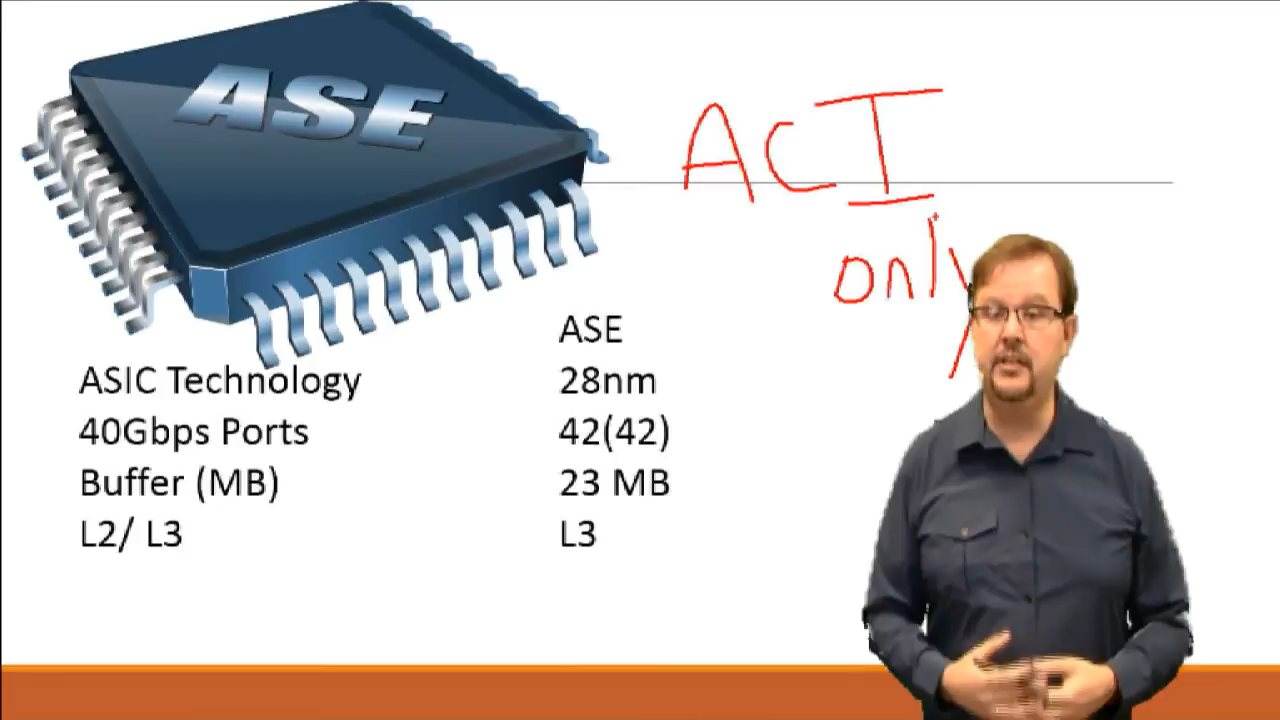 ASE
ACI
only
ASE
ASIC Technology 28nm
40Gbps Ports 42(42)
Buffer (MB) 23 MB
L2/ L3 L3